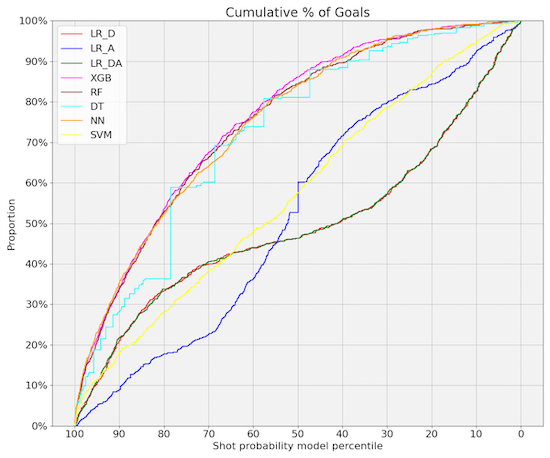 Cumulative % of Goals
100%
90%
80%
70%
60%
50%
40%
30%
20%
10%
0%
Proportion
LR_D
LR_A
LR_DA
XGB
RF
DT
NN
SVM
100 90 80 70 60 50 40 30 20 10 0
Shot probability model percentile